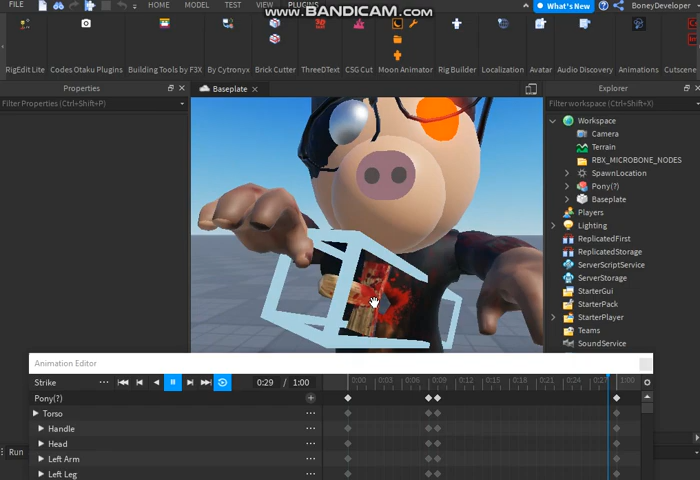 FILE
HOME
MODEL
TEST
WWW.BANDICAM.COM
What's New
BoneyDeveloper
RigEdit Lite
Codes Otaku Plugins
Building Tools by F3X
By Cytronyx
Brick Cutter
ThreeDText
CSG Cut
Moon Animator
Rig Builder
Localization
Avatar
Audio Discovery
Animations
Cutscene
Properties
Baseplate
Explorer
Filter Properties (Ctrl+Shift+P)
Filter workspace (Ctrl+Shift+X)
Workspace
Camera
Terrain
RBX_MICROBONE_NODES
SpawnLocation
Pony(?)
Baseplate
Players
Lighting
ReplicatedFirst
ReplicatedStorage
ServerScriptService
ServerStorage
StarterGui
StarterPack
StarterPlayer
Teams
SoundService
Animation Editor
Strike
0:29 / 1:00
0:00
0:03
0:06
0:09
0:12
0:15
0:18
0:21
0:24
0:27
1:00
Pony(?)
Torso
Handle
Head
Left Arm
Left Leg
Run